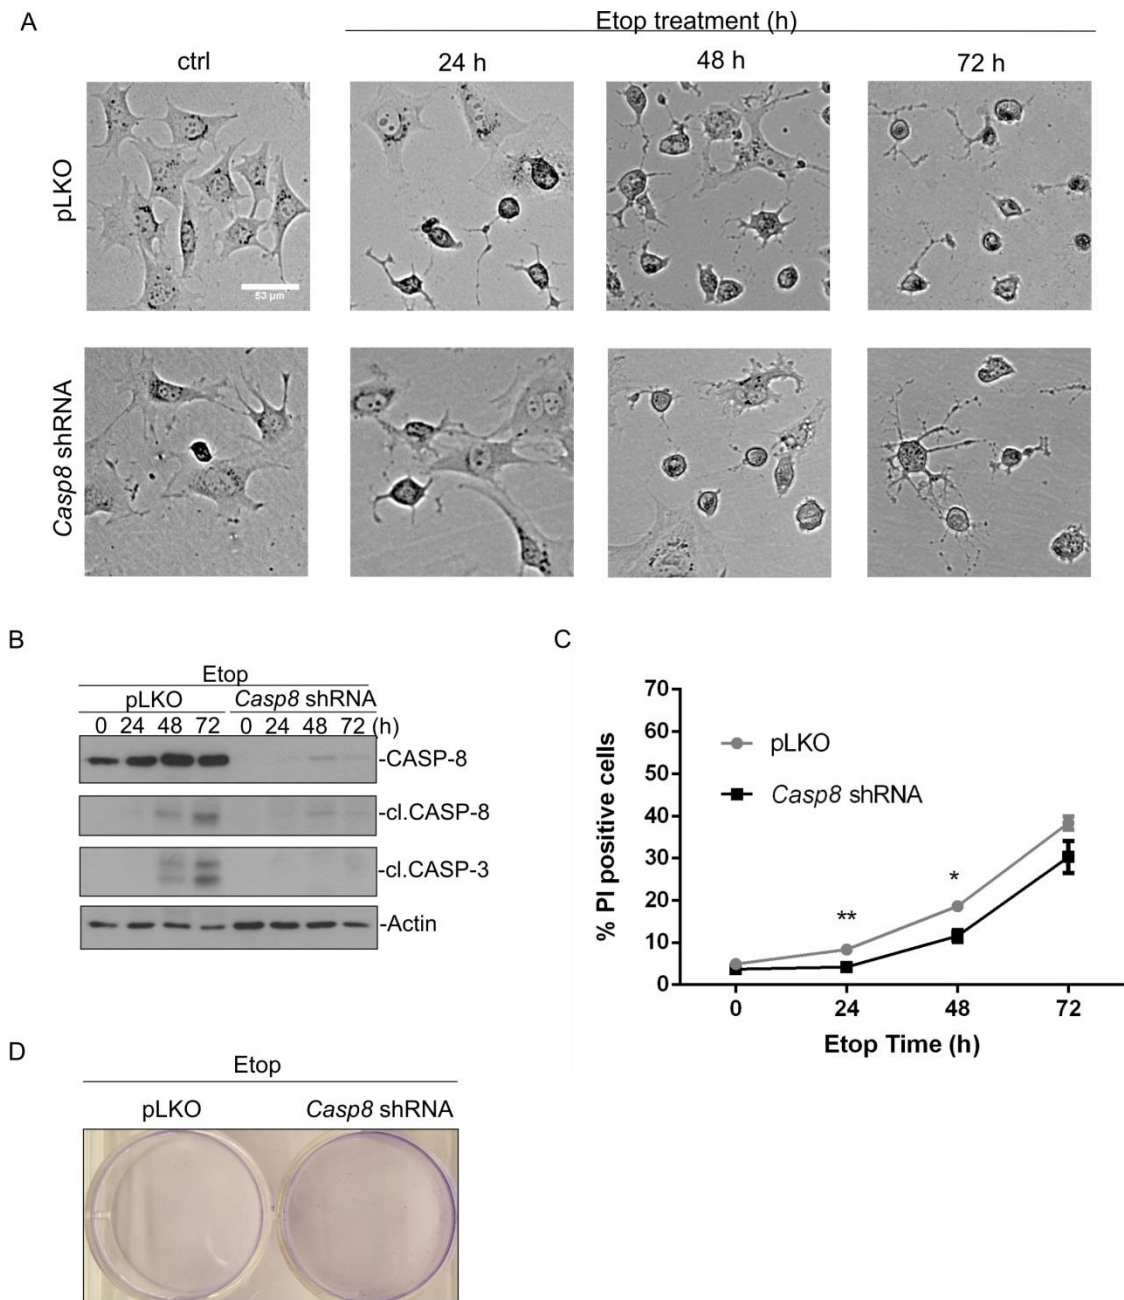 A
Etop treatment (h)
ctrl
24 h
48 h
72 h
pLKO
53 µm
Casp8 shRNA
B
Etop
pLKO
Casp8 shRNA
0 24 48 72 0 24 48 72 (h)
-CASP-8
-cl.CASP-8
-cl.CASP-3
-Actin
C
% PI positive cells
70
60
50
40
30
20
10
0
pLKO
Casp8 shRNA
**
*
0 24 48 72
Etop Time (h)
D
Etop
pLKO
Casp8 shRNA